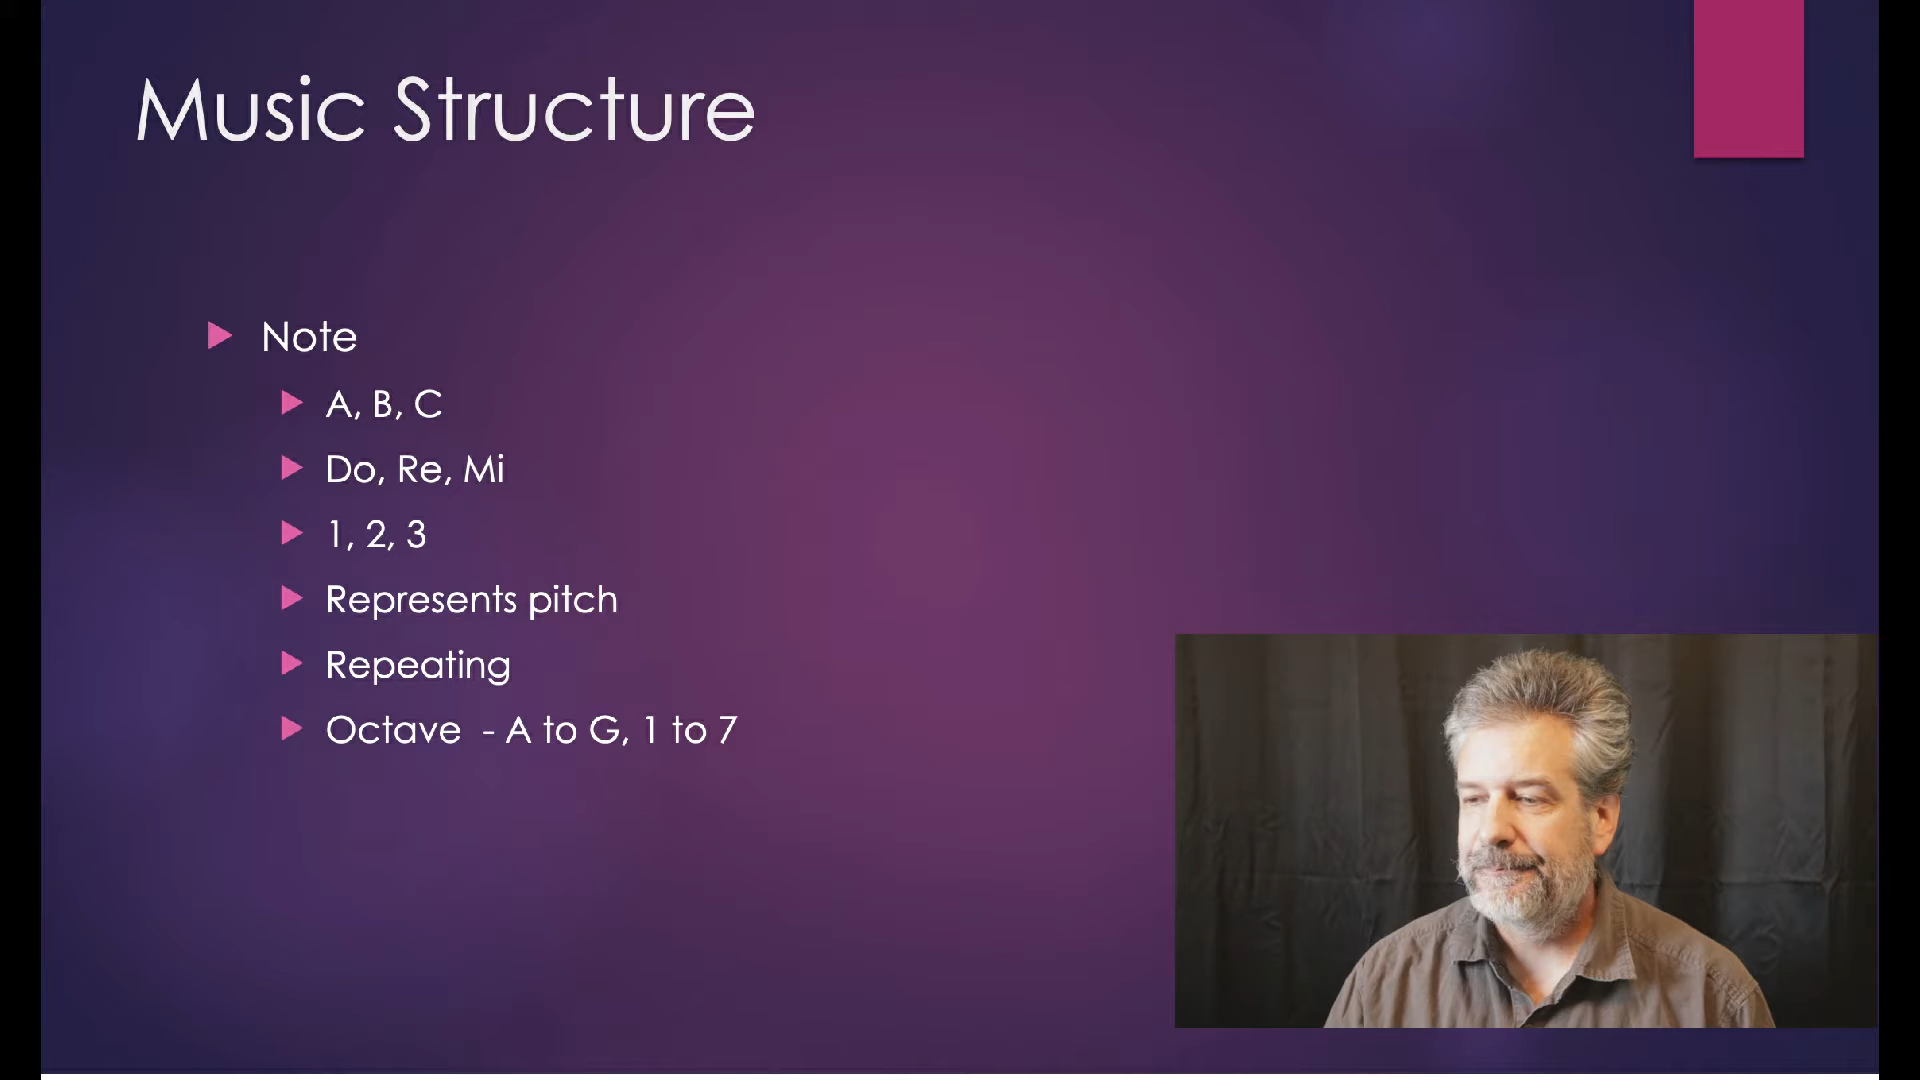 Music Structure
Note
A, B, C
Do, Re, Mi
1, 2, 3
Represents pitch
Repeating
Octave  - A to G, 1 to 7